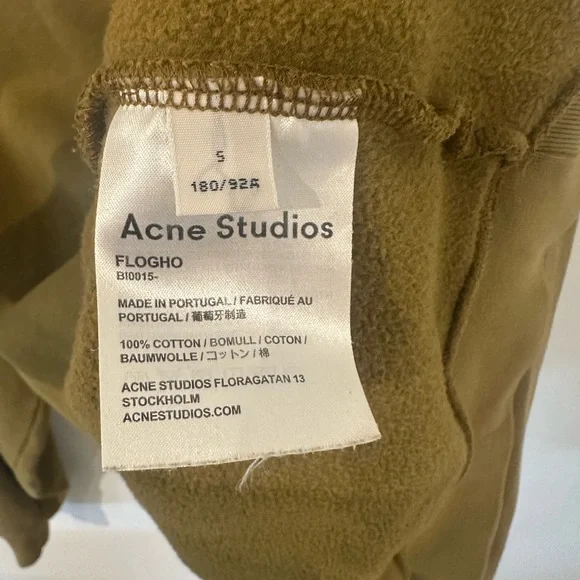 S
180/92A
Acne Studios
FLOGHO
BI0015-
MADE IN PORTUGAL / FABRIQUÉ AU
PORTUGAL / 葡萄牙制造
100% COTTON / BOMULL / COTON /
BAUMWOLLE / コットン / 棉
ACNE STUDIOS FLORAGATAN 13
STOCKHOLM
ACNESTUDIOS.COM